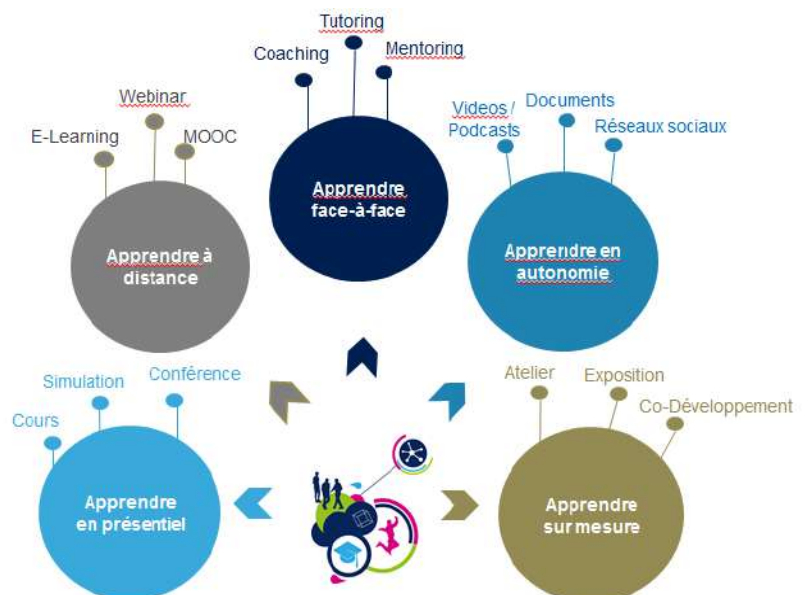 Tutoring
Coaching
Mentoring
Webinar
E-Learning
MOOC
Videos /
Podcasts
Documents
Réseaux sociaux
Apprendre
face-à-face
Apprendre à
distance
Apprendre en
autonomie
Simulation
Conférence
Cours
Atelier
Exposition
Co-Développement
Apprendre
en présentiel
Apprendre
sur mesure